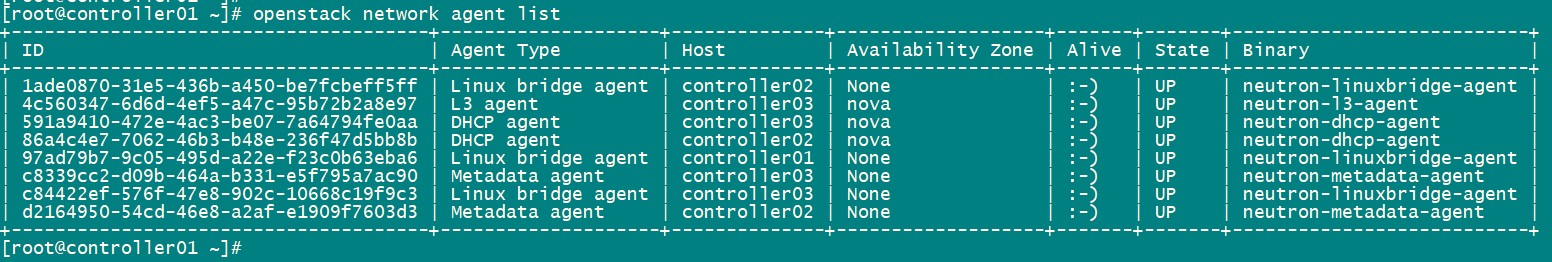 [root@controller01 ~]# openstack network agent list
+--------------------------------------+--------------------+--------------+-------------------+-------+-------+---------------------------+
| ID                                   | Agent Type         | Host         | Availability Zone | Alive | State | Binary                    |
+--------------------------------------+--------------------+--------------+-------------------+-------+-------+---------------------------+
| 1ade0870-31e5-436b-a450-be7fcbeff5ff | Linux bridge agent | controller02 | None              | :-)   | UP    | neutron-linuxbridge-agent |
| 4c560347-6d6d-4ef5-a47c-95b72b2a8e97 | L3 agent           | controller03 | nova              | :-)   | UP    | neutron-l3-agent          |
| 591a9410-472e-4ac3-be07-7a64794fe0aa | DHCP agent         | controller03 | nova              | :-)   | UP    | neutron-dhcp-agent        |
| 86a4c4e7-7062-46b3-b48e-236f47d5bb8b | DHCP agent         | controller02 | nova              | :-)   | UP    | neutron-dhcp-agent        |
| 97ad79b7-9c05-495d-a22e-f23c0b63eba6 | Linux bridge agent | controller01 | None              | :-)   | UP    | neutron-linuxbridge-agent |
| c8339cc2-d09b-464a-b331-e5f795a7ac90 | Metadata agent     | controller03 | None              | :-)   | UP    | neutron-metadata-agent    |
| c84422ef-576f-47e8-902c-10668c19f9c3 | Linux bridge agent | controller03 | None              | :-)   | UP    | neutron-linuxbridge-agent |
| d2164950-54cd-46e8-a2af-e1909f7603d3 | Metadata agent     | controller02 | None              | :-)   | UP    | neutron-metadata-agent    |
+--------------------------------------+--------------------+--------------+-------------------+-------+-------+---------------------------+
[root@controller01 ~]#